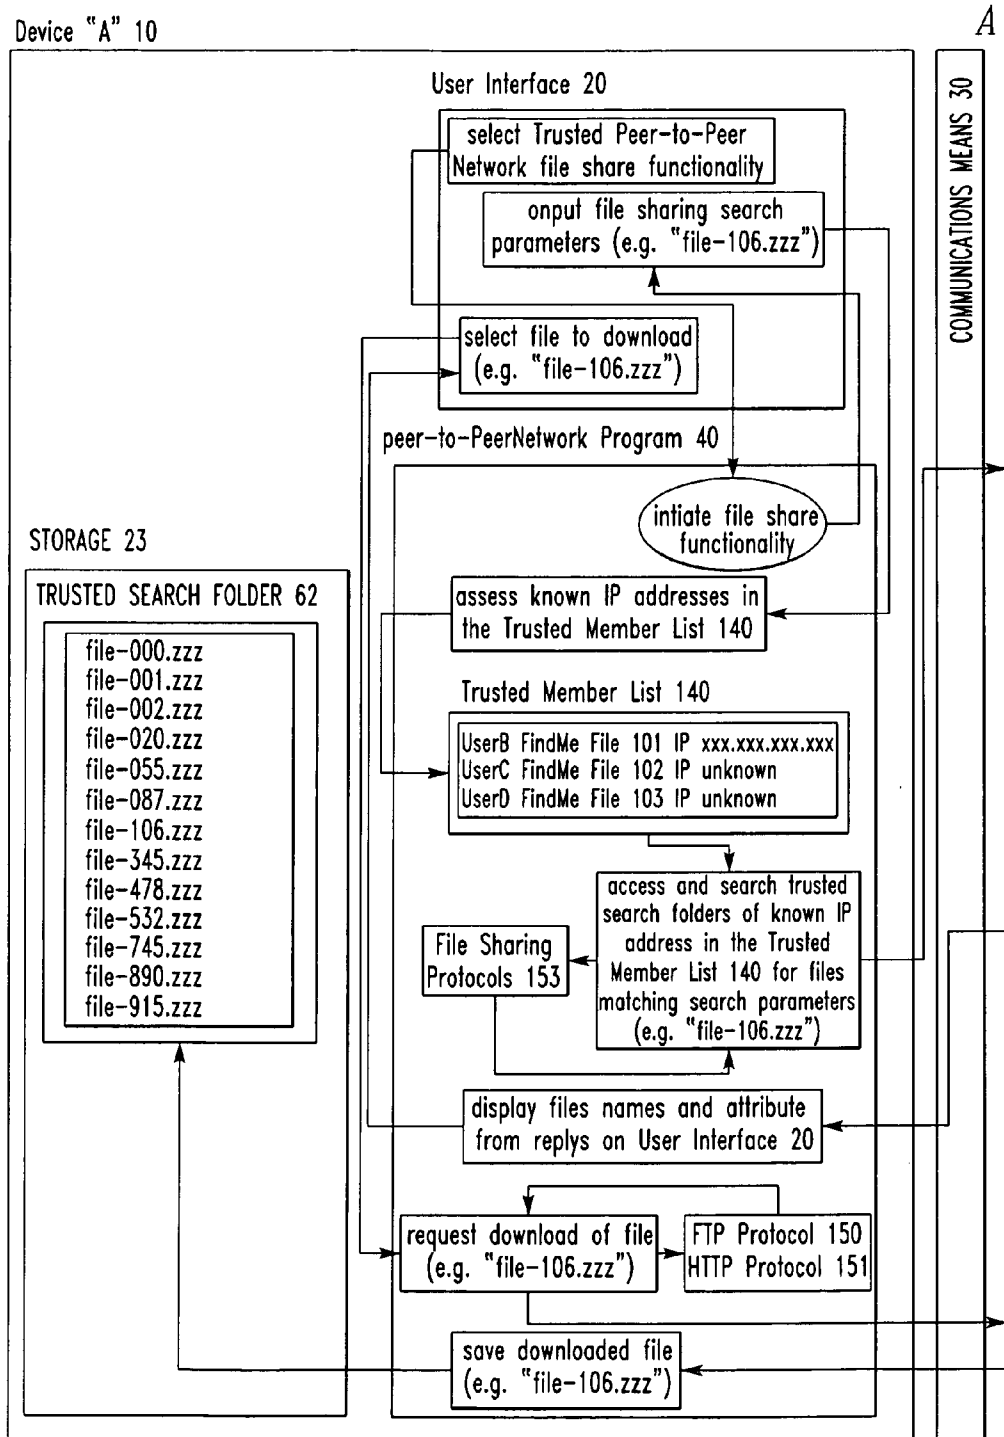 Device "A" 10
A
User Interface 20
COMMUNICATIONS MEANS 30
select Trusted Peer-to-Peer
Network file share functionality
onput file sharing search
parameters (e.g. "file-106.zzz")
select file to download
(e.g. "file-106.zzz")
peer-to-PeerNetwork Program 40
intiate file share
functionality
STORAGE 23
TRUSTED SEARCH FOLDER 62
file-000.zzz
file-001.zzz
file-002.zzz
file-020.zzz
file-055.zzz
file-087.zzz
file-106.zzz
file-345.zzz
file-478.zzz
file-532.zzz
file-745.zzz
file-890.zzz
file-915.zzz
assess known IP addresses in
the Trusted Member List 140
Trusted Member List 140
UserB FindMe File 101 IP xxx.xxx.xxx.xxx
UserC FindMe File 102 IP unknown
UserD FindMe File 103 IP unknown
access and search trusted
search folders of known IP
address in the Trusted
Member List 140 for files
matching search parameters
(e.g. "file-106.zzz")
File Sharing
Protocols 153
display files names and attribute
from replys on User Interface 20
request download of file
(e.g. "file-106.zzz")
FTP Protocol 150
HTTP Protocol 151
save downloaded file
(e.g. "file-106.zzz")